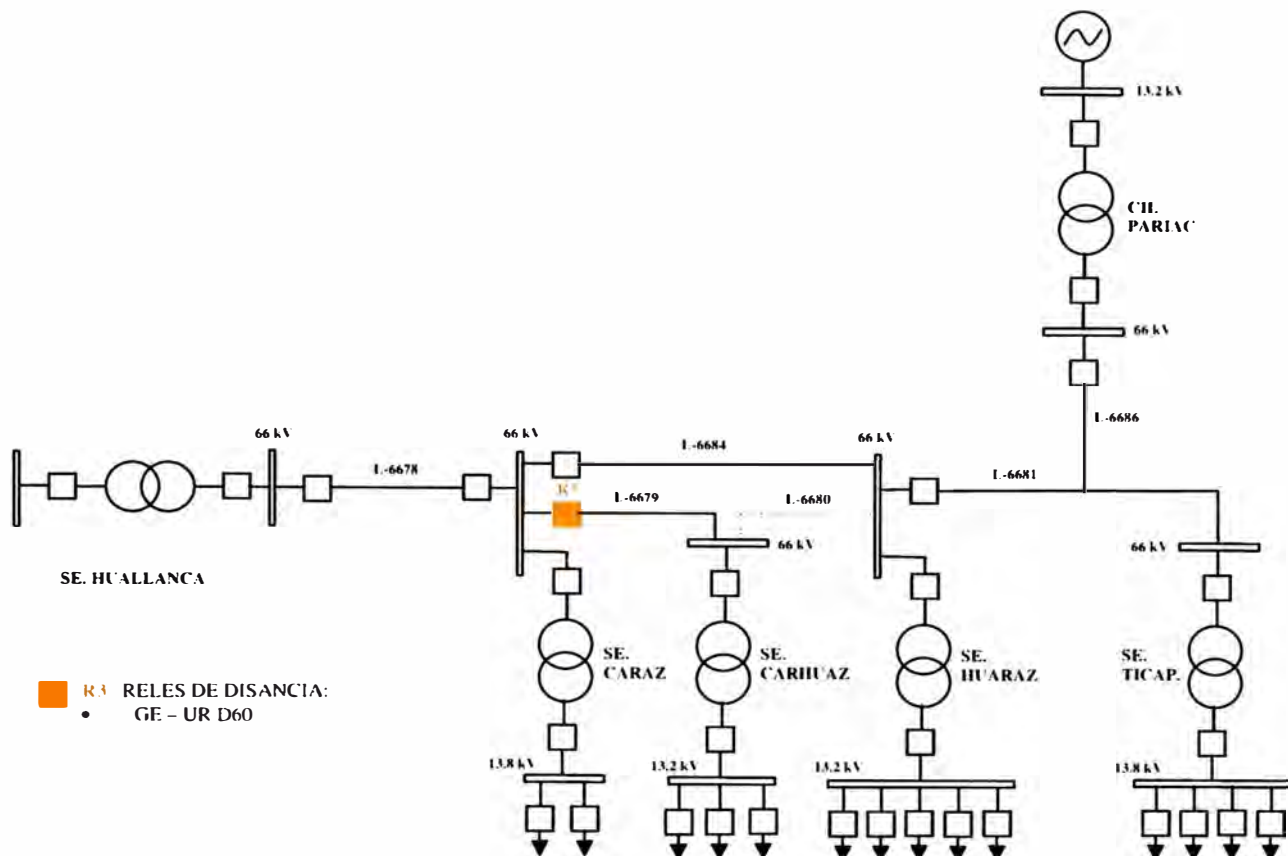 13.2 kV
CH.
PARIAC
66 kV
L-6686
66 kV
66 kV
L-6684
66 kV
L-6678
R3
L-6679
L-6680
L-6681
66 kV
66 kV
SE. HUALLANCA
SE.
CARAZ
SE.
CARHUAZ
SE.
HUARAZ
SE.
TICAP.
R3 RELES DE DISANCIA:
• GE – UR D60
13.8 kV
13.2 kV
13.2 kV
13.8 kV